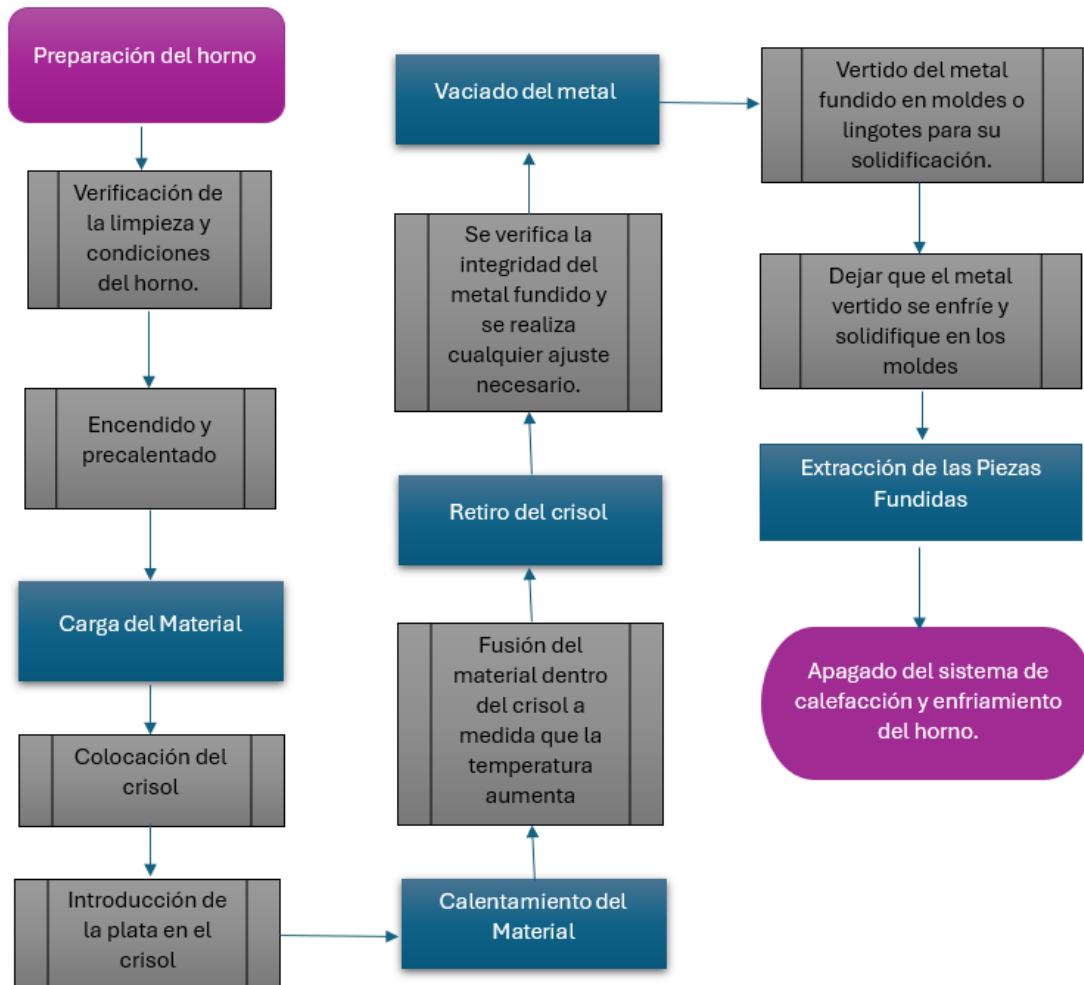 Preparación del horno
Verificación de
la limpieza y
condiciones
del horno.
Encendido y
precalentado
Carga del Material
Colocación del
crisol
Introducción de
la plata en el
crisol
Calentamiento del
Material
Fusión del
material dentro
del crisol a
medida que la
temperatura
aumenta
Retiro del crisol
Se verifica la
integridad del
metal fundido y
se realiza
cualquier ajuste
necesario.
Vaciado del metal
Vertido del metal
fundido en moldes o
lingotes para su
solidificación.
Dejar que el metal
vertido se enfríe y
solidifique en los
moldes
Extracción de las Piezas
Fundidas
Apagado del sistema de
calefacción y enfriamiento
del horno.